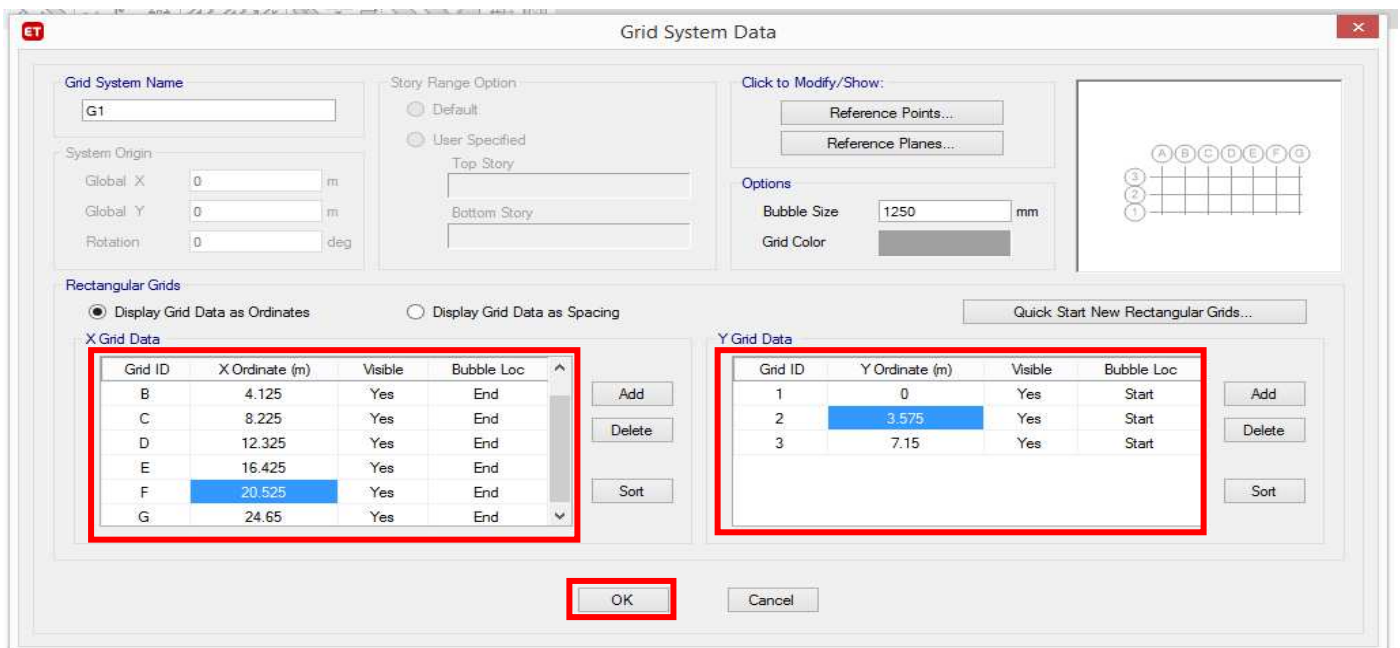 ET
Grid System Data
Grid System Name
G1
System Origin
Global X 0 m
Global Y 0 m
Rotation 0 deg
Story Range Option
Default
User Specified
Top Story
Bottom Story
Click to Modify/Show:
Reference Points...
Reference Planes...
Options
Bubble Size 1250 mm
Grid Color
A B C D E F G
3
2
1
Rectangular Grids
Display Grid Data as Ordinates Display Grid Data as Spacing
Quick Start New Rectangular Grids...
X Grid Data
Grid ID X Ordinate (m) Visible Bubble Loc
B 4.125 Yes End
C 8.225 Yes End
D 12.325 Yes End
E 16.425 Yes End
F 20.525 Yes End
G 24.65 Yes End
Add
Delete
Sort
Y Grid Data
Grid ID Y Ordinate (m) Visible Bubble Loc
1 0 Yes Start
2 3.575 Yes Start
3 7.15 Yes Start
Add
Delete
Sort
OK Cancel